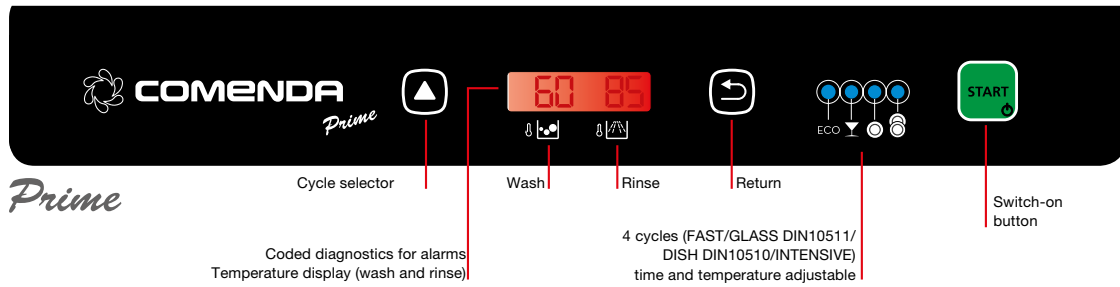 COMENDA
Prime
60 85
ECO
START
Prime
Cycle selector
Wash
Rinse
Return
Switch-on
button
Coded diagnostics for alarms
Temperature display (wash and rinse)
4 cycles (FAST/GLASS DIN10511/
DISH DIN10510/INTENSIVE)
time and temperature adjustable